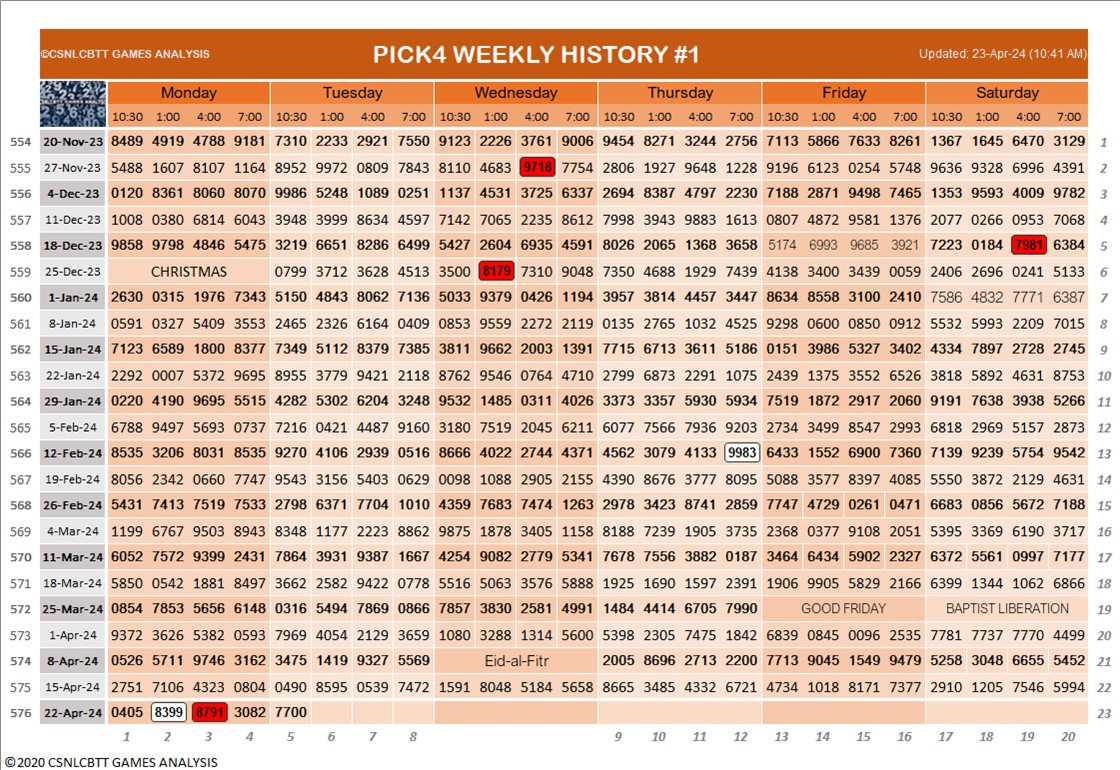 ©CSNLCBTT GAMES ANALYSIS PICK4 WEEKLY HISTORY #1 Updated: 23-Apr-24 (10:41 AM)
Monday Tuesday Wednesday Thursday Friday Saturday
10:30 1:00 4:00 7:00 10:30 1:00 4:00 7:00 10:30 1:00 4:00 7:00 10:30 1:00 4:00 7:00 10:30 1:00 4:00 7:00 10:30 1:00 4:00 7:00
554 20-Nov-23 8489 4919 4788 9181 7310 2233 2921 7550 9123 2226 3761 9006 9454 8271 3244 2756 7113 5866 7633 8261 1367 1645 6470 3129 1
555 27-Nov-23 5488 1607 8107 1164 8952 9972 0809 7843 8110 4683 9718 7754 2806 1927 9648 1228 9196 6123 0254 5748 9636 9328 6996 4391 2
556 4-Dec-23 0120 8361 8060 8070 9986 5248 1089 0251 1137 4531 3725 6337 2694 8387 4797 2230 7188 2871 9498 7465 1353 9593 4009 9782 3
557 11-Dec-23 1008 0380 6814 6043 3948 3999 8634 4597 7142 7065 2235 8612 7998 3943 9883 1613 0807 4872 9581 1376 2077 0266 0953 7068 4
558 18-Dec-23 9858 9798 4846 5475 3219 6651 8286 6499 5427 2604 6935 4591 8026 2065 1368 3658 5174 6993 9685 3921 7223 0184 7981 6384 5
559 25-Dec-23 CHRISTMAS 0799 3712 3628 4513 3500 8179 7310 9048 7350 4688 1929 7439 4138 3400 3439 0059 2406 2696 0241 5133 6
560 1-Jan-24 2630 0315 1976 7343 5150 4843 8062 7136 5033 9379 0426 1194 3957 3814 4457 3447 8634 8558 3100 2410 7586 4832 7771 6387 7
561 8-Jan-24 0591 0327 5409 3553 2465 2326 6164 0409 0853 9559 2272 2119 0135 2765 1032 4525 9298 0600 0850 0912 5532 5993 2209 7015 8
562 15-Jan-24 7123 6589 1800 8377 7349 5112 8379 7385 3811 9662 2003 1391 7715 6713 3611 5186 0151 3986 5327 3402 4334 7897 2728 2745 9
563 22-Jan-24 2292 0007 5372 9695 8955 3779 9421 2118 8762 9546 0764 4710 2799 6873 2291 1075 2439 1375 3552 6526 3818 5892 4631 8753 10
564 29-Jan-24 0220 4190 9695 5515 4282 5302 6204 3248 9532 1485 0311 4026 3373 3357 5930 5934 7519 1872 2917 2060 9191 7638 3938 5266 11
565 5-Feb-24 6788 9497 5693 0737 7216 0421 4487 9160 3180 7519 2045 6211 6077 7566 7936 9203 2734 3499 8547 2993 6818 2969 5157 2873 12
566 12-Feb-24 8535 3206 8031 8535 9270 4106 2939 0516 8666 4022 2744 4371 4562 3079 4133 9983 6433 1552 6900 7360 7139 9239 5754 9542 13
567 19-Feb-24 8056 2342 0660 7747 9543 3156 5403 0629 0098 1088 2905 2155 4390 8676 3777 8095 5088 3577 8397 4085 5550 3872 2129 4631 14
568 26-Feb-24 5431 7413 7519 7533 2798 6371 7704 1010 4359 7683 7474 1263 2978 3423 8741 2859 7747 4729 0261 0471 6683 0856 5672 7188 15
569 4-Mar-24 1199 6767 9503 8943 8348 1177 2223 8862 9875 1878 3405 1158 8188 7239 1905 3735 2368 0377 9108 2051 5395 3369 6190 3717 16
570 11-Mar-24 6052 7572 9399 2431 7864 3931 9387 1667 4254 9082 2779 5341 7678 7556 3882 0187 3464 6434 5902 2327 6372 5561 0997 7177 17
571 18-Mar-24 5850 0542 1881 8497 3662 2582 9422 0778 5516 5063 3576 5888 1925 1690 1597 2391 1906 9905 5829 2166 6399 1344 1062 6866 18
572 25-Mar-24 0854 7853 5656 6148 0316 5494 7869 0866 7857 3830 2581 4991 1484 4414 6705 7990 GOOD FRIDAY BAPTIST LIBERATION 19
573 1-Apr-24 9372 3626 5382 0593 7969 4054 2129 3659 1080 3288 1314 5600 5398 2305 7475 1842 6839 0845 0096 2535 7781 7737 7770 4499 20
574 8-Apr-24 0526 5711 9746 3162 3475 1419 9327 5569 Eid-al-Fitr 2005 8696 2713 2200 7713 9045 1549 9479 5258 3048 6655 5452 21
575 15-Apr-24 2751 7106 4323 0804 0490 8595 0539 7472 1591 8048 5184 5658 8665 3485 4332 6721 4734 1018 8171 7377 2910 1205 7546 5994 22
576 22-Apr-24 0405 8399 8791 3082 7700 23
1 2 3 4 5 6 7 8 9 10 11 12 13 14 15 16 17 18 19 20
©2020 CSNLCBTT GAMES ANALYSIS